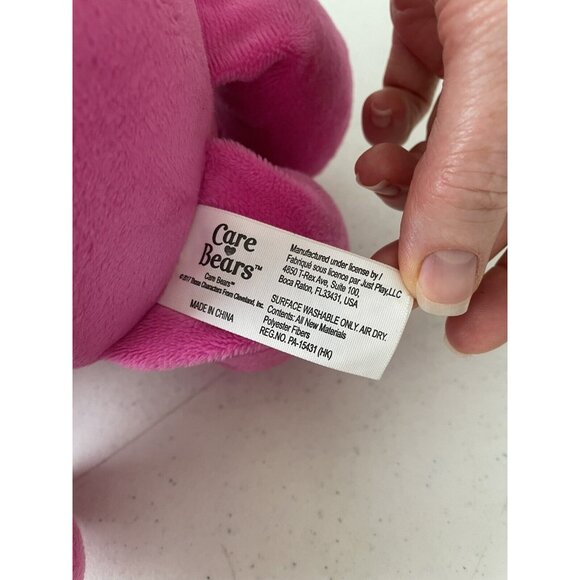 Care
Bears™
Care Bears™
©2017 Those Characters From Cleveland, Inc.
MADE IN CHINA
Manufactured under license by /
Fabriqué sous licence par Just Play,LLC
4850 T-Rex Ave, Suite 100,
Boca Raton, FL33431, USA
SURFACE WASHABLE ONLY. AIR DRY.
Contents: All New Materials
Polyester Fibers
REG.NO. PA-15431 (HK)